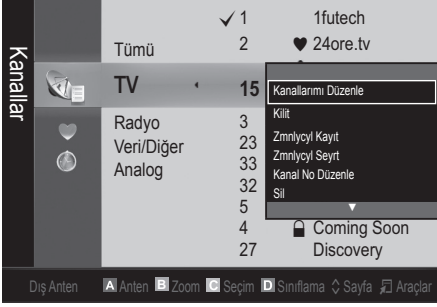 Kanallar
Tümü
TV
Radyo
Veri/Diğer
Analog
1 1futech
2 24ore.tv
15
3
23
33
32
5
4 Coming Soon
27 Discovery
Kanallarımı Düzenle
Kilit
Zmnlycyl Kayıt
Zmnlycyl Seyrt
Kanal No Düzenle
Sil
Dış Anten A Anten B Zoom C Seçim D Sınıflama Sayfa Araçlar